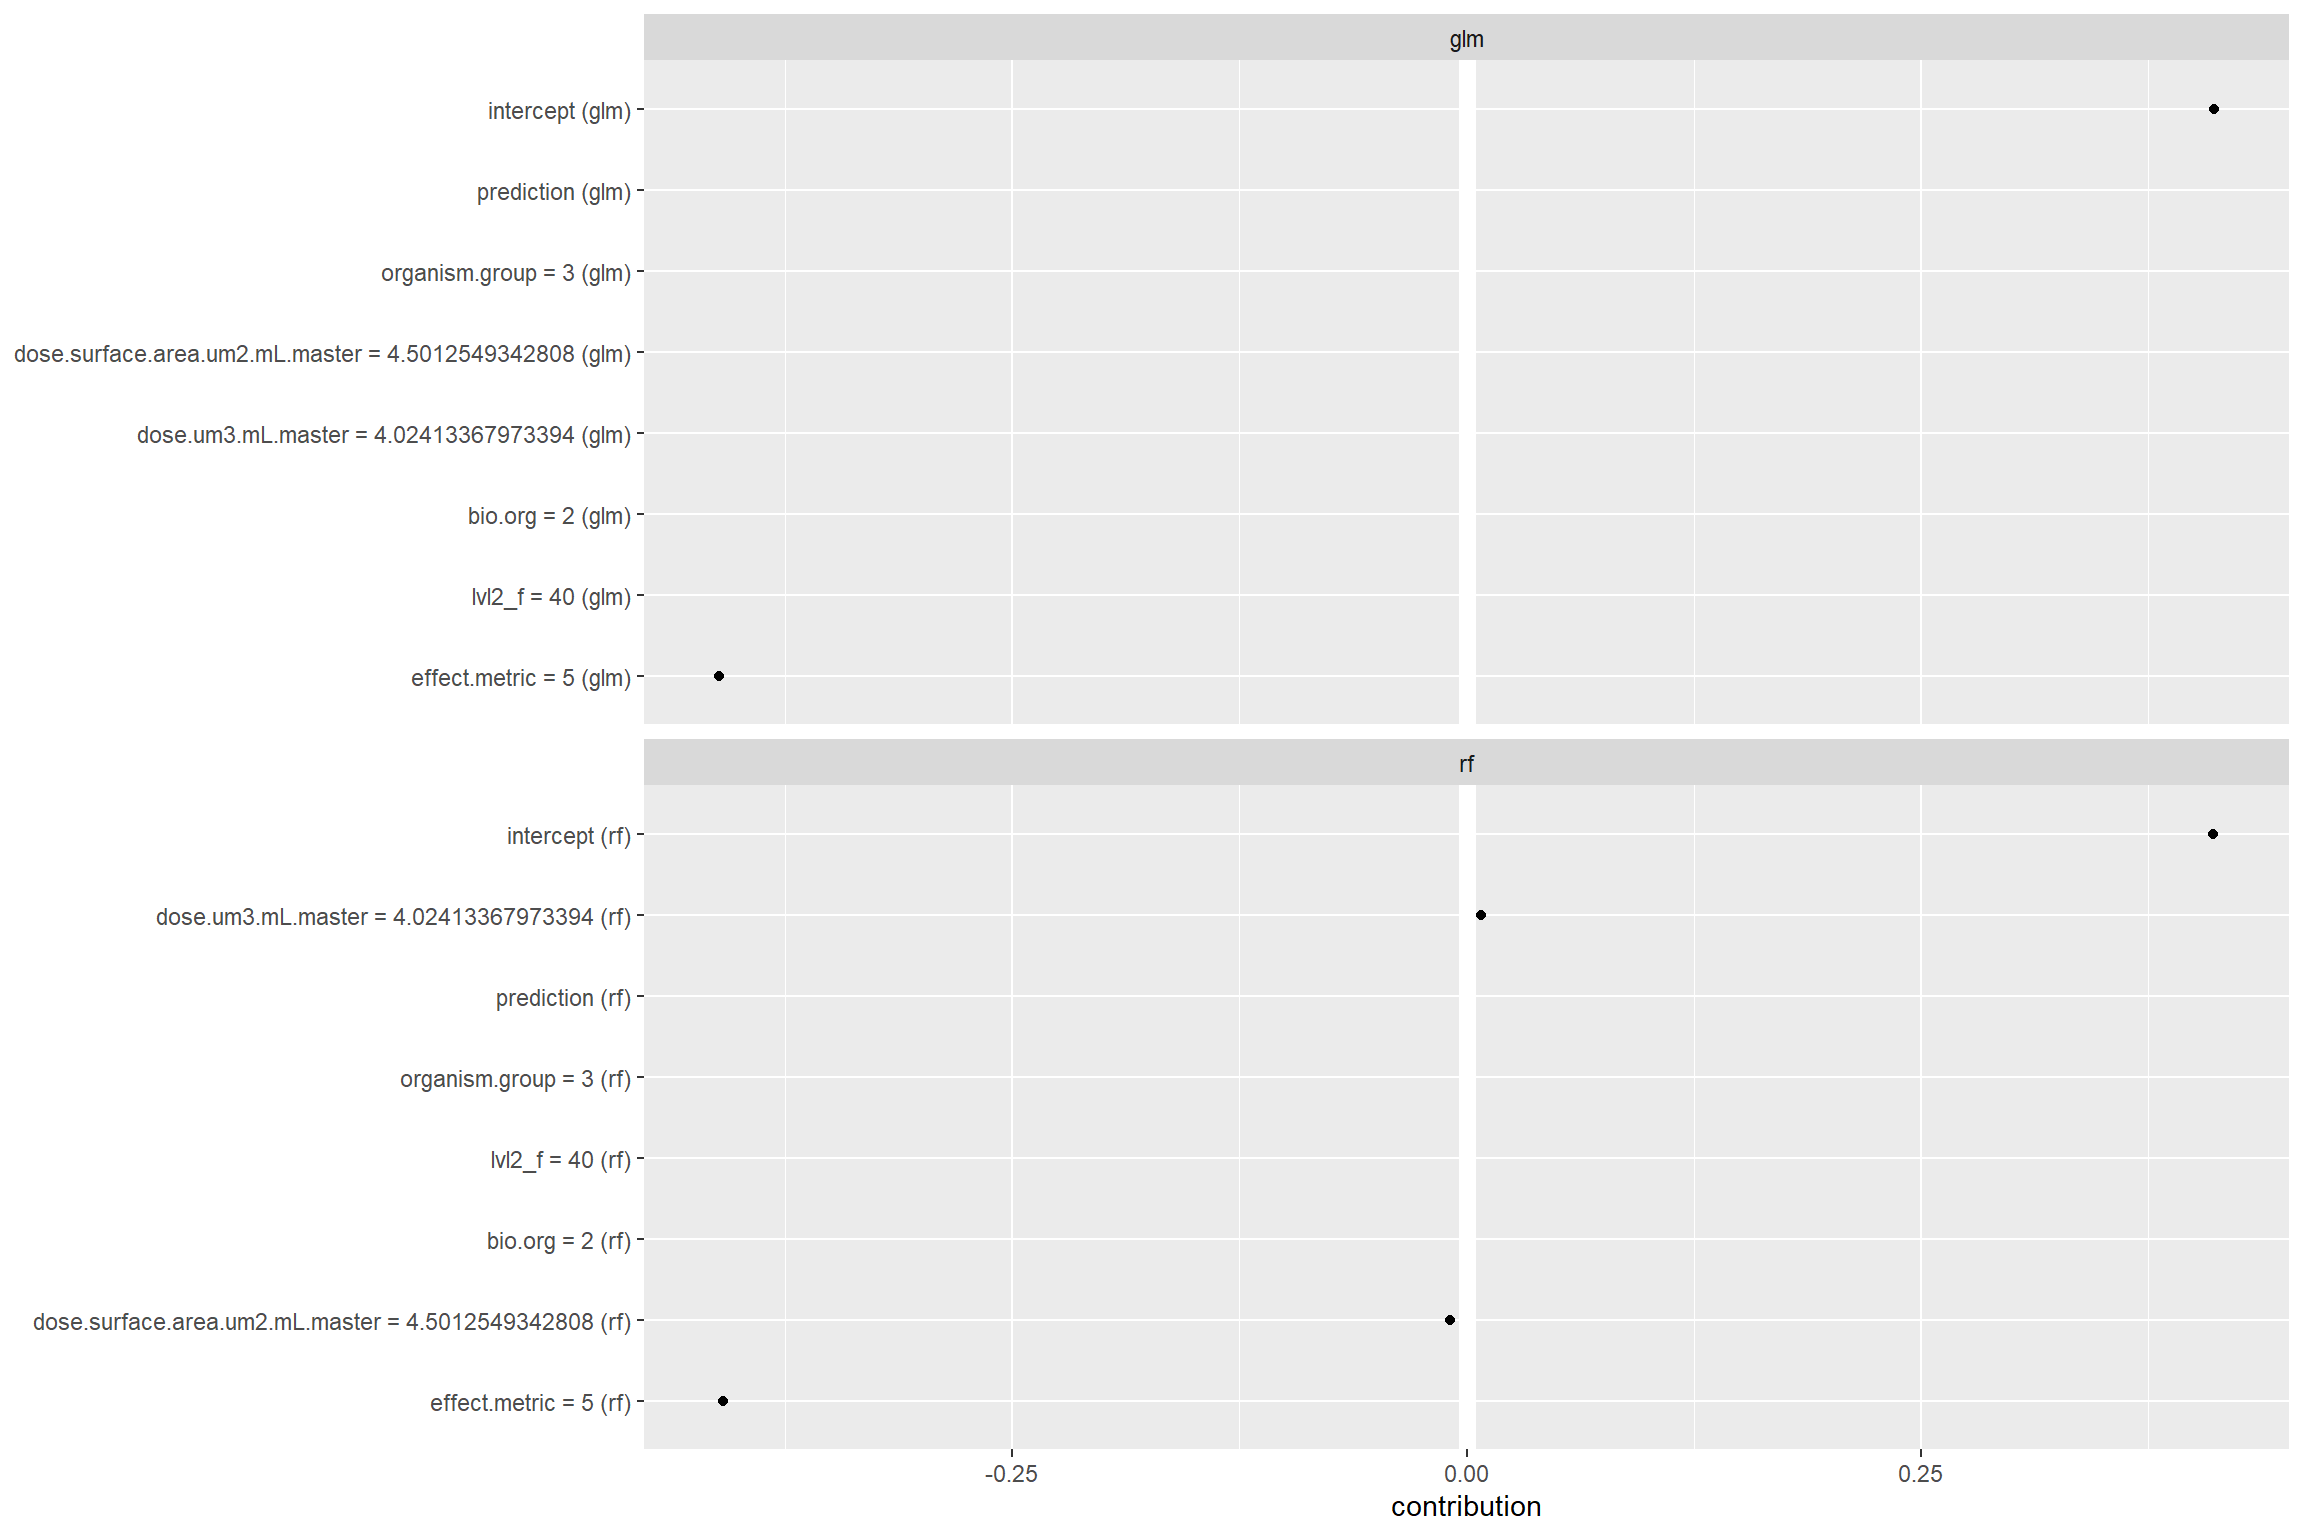 glm
intercept (glm)
prediction (glm)
organism.group = 3 (glm)
dose.surface.area.um2.mL.master = 4.5012549342808 (glm)
dose.um3.mL.master = 4.02413367973394 (glm)
bio.org = 2 (glm)
lvl2_f = 40 (glm)
effect.metric = 5 (glm)
rf
intercept (rf)
dose.um3.mL.master = 4.02413367973394 (rf)
prediction (rf)
organism.group = 3 (rf)
lvl2_f = 40 (rf)
bio.org = 2 (rf)
dose.surface.area.um2.mL.master = 4.5012549342808 (rf)
effect.metric = 5 (rf)
-0.25 0.00 0.25
contribution